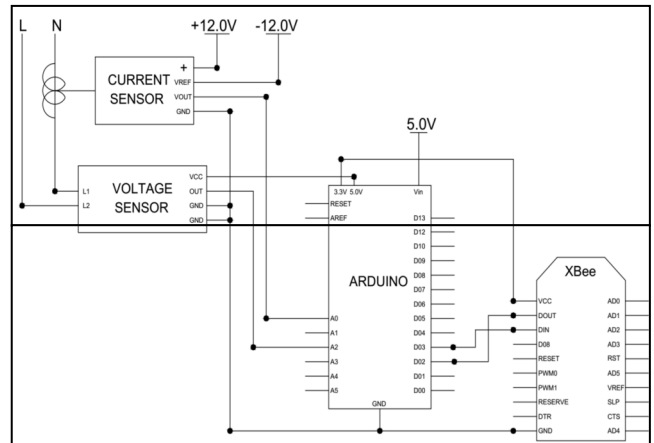 L N +12.0V -12.0V
CURRENT SENSOR
+
VREF
VOUT
GND
5.0V
VOLTAGE SENSOR
L1
L2
VCC
OUT
GND
GND
3.3V 5.0V Vin
RESET
AREF
ARDUINO
A0
A1
A2
A3
A4
A5
D13
D12
D10
D09
D08
D07
D06
D05
D04
D03
D02
D01
D00
GND
XBee
VCC
DOUT
DIN
D08
RESET
PWM0
PWM1
RESERVE
DTR
GND
AD0
AD1
AD2
AD3
RST
AD5
VREF
SLP
CTS
AD4